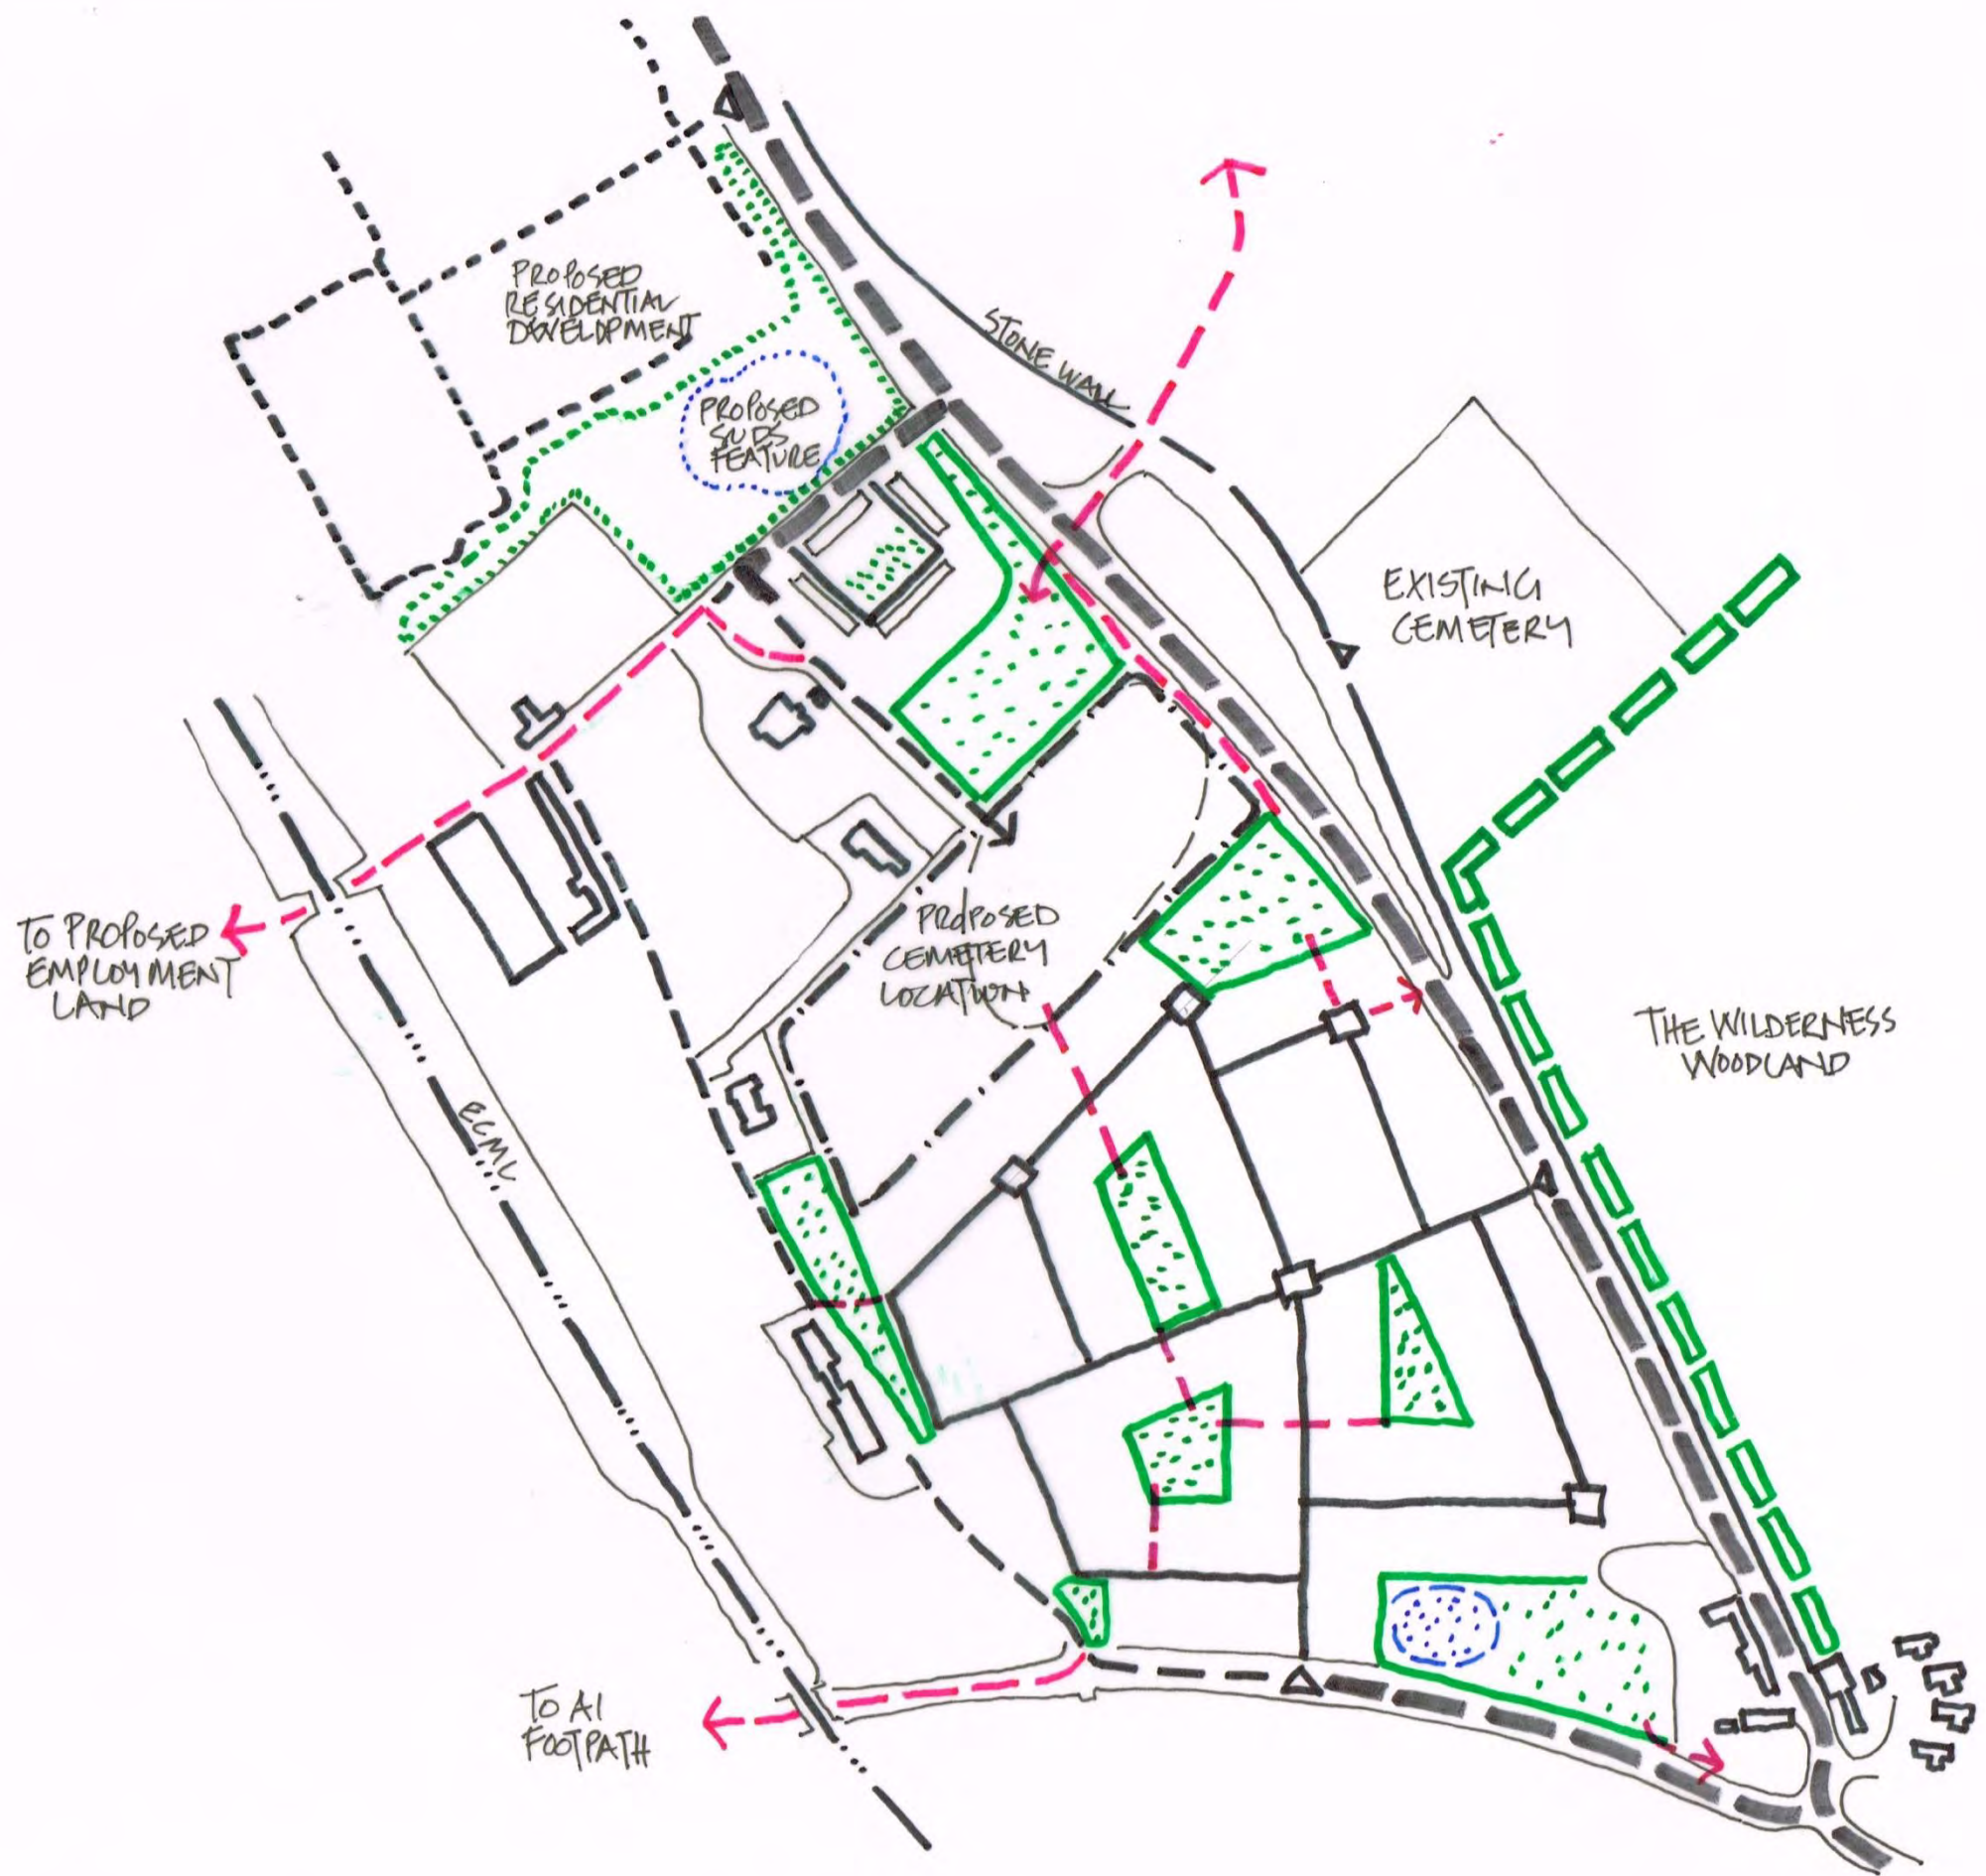 PROPOSED
RESIDENTIAL
DEVELOPMENT
STONE WALL
PROPOSED
SUDS
FEATURE
EXISTING
CEMETERY
TO PROPOSED
EMPLOYMENT
LAND
PROPOSED
CEMETERY
LOCATION
THE WILDERNESS
WOODLAND
ECML
TO A1
FOOTPATH